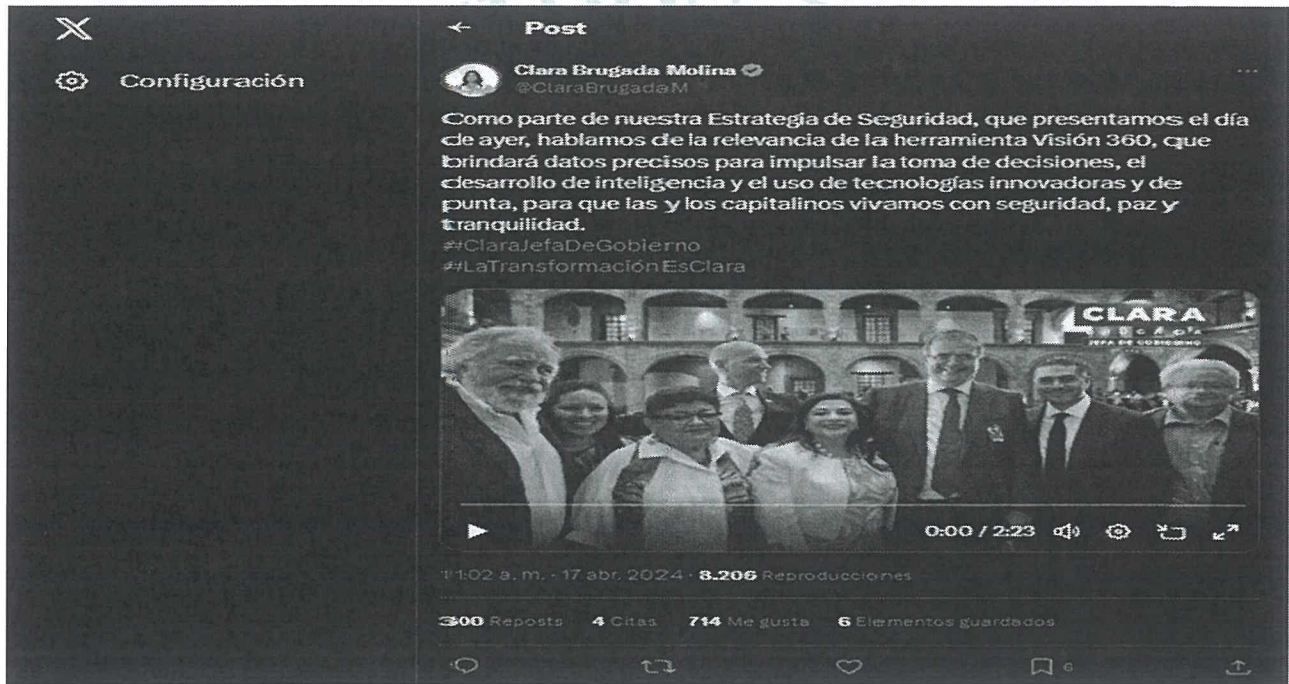 Post
Configuración
Clara Brugada Molina
@ClaraBrugadaM
Como parte de nuestra Estrategia de Seguridad, que presentamos el día
de ayer, hablamos de la relevancia de la herramienta Visión 360, que
brindará datos precisos para impulsar la toma de decisiones, el
desarrollo de inteligencia y el uso de tecnologías innovadoras y de
punta, para que las y los capitalinos vivamos con seguridad, paz y
tranquilidad.
#ClaraJefaDeGobierno
#LaTransformaciónEsClara
CLARA
JEFA DE GOBIERNO
0:00 / 2:23
11:02 a. m. · 17 abr. 2024 · 8.206 Reproducciones
300 Reposts 4 Citas 714 Me gusta 6 Elementos guardados
6